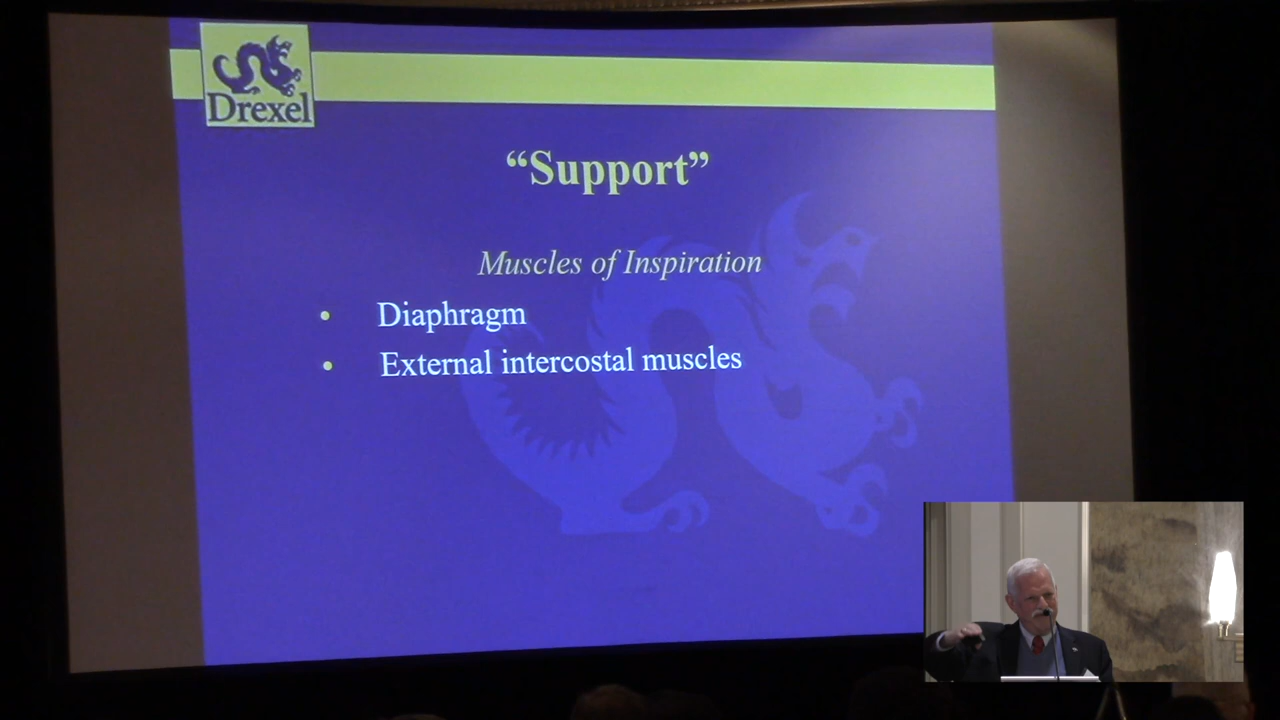 Drexel
“Support”
Muscles of Inspiration
• Diaphragm
• External intercostal muscles